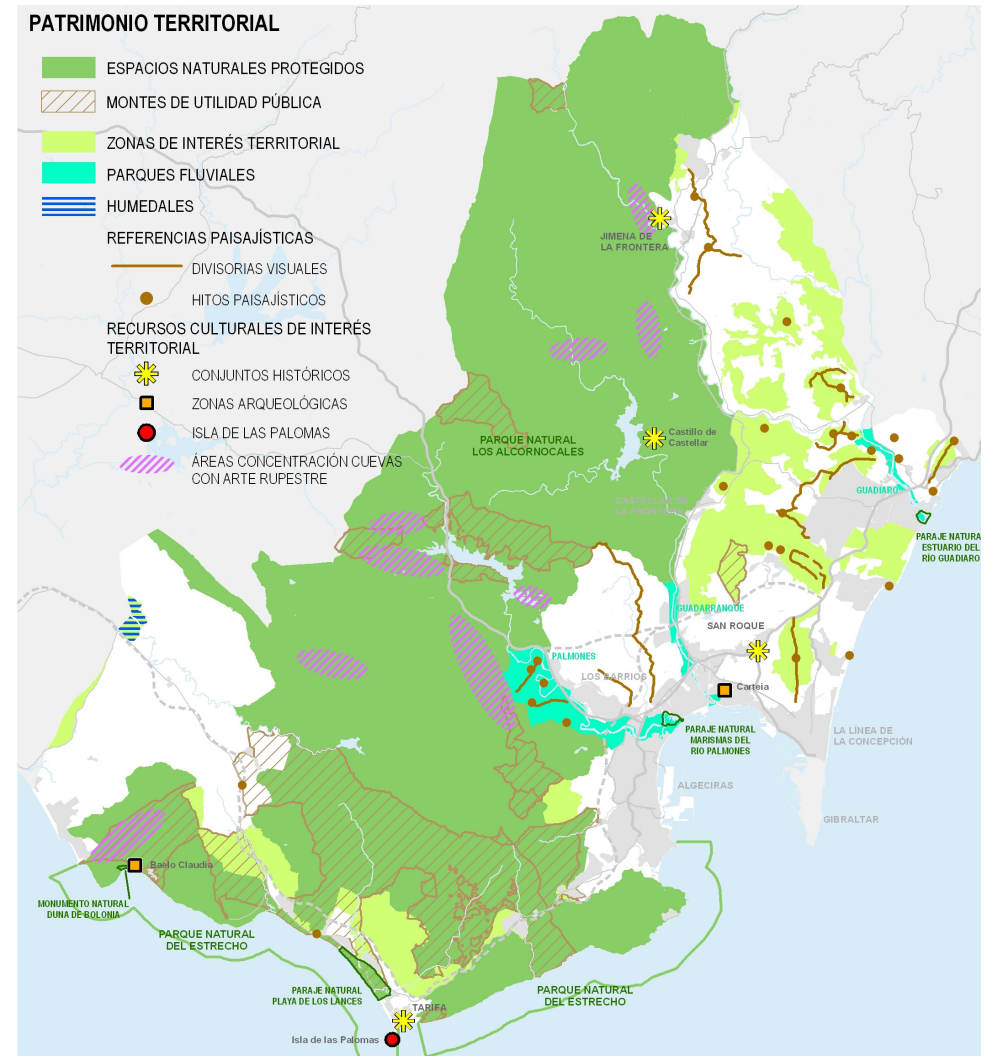 PATRIMONIO TERRITORIAL
ESPACIOS NATURALES PROTEGIDOS
MONTES DE UTILIDAD PÚBLICA
ZONAS DE INTERÉS TERRITORIAL
PARQUES FLUVIALES
HUMEDALES
REFERENCIAS PAISAJÍSTICAS
DIVISORIAS VISUALES
HITOS PAISAJÍSTICOS
RECURSOS CULTURALES DE INTERÉS
TERRITORIAL
CONJUNTOS HISTÓRICOS
ZONAS ARQUEOLÓGICAS
ISLA DE LAS PALOMAS
ÁREAS CONCENTRACIÓN CUEVAS
CON ARTE RUPESTRE
JIMENA DE
LA FRONTERA
Castillo de
Castellar
PARQUE NATURAL
LOS ALCORNOCALES
CASTELLAR DE
LA FRONTERA
GUADIARO
PARAJE NATURA
ESTUARIO DEL
RÍO GUADIARO
GUADARRANQUE
SAN ROQUE
PALMONES
LOS BARRIOS
Carteia
PARAJE NATURAL
MARISMAS DEL
RIO PALMONES
LA LÍNEA DE
LA CONCEPCIÓN
ALGECIRAS
GIBRALTAR
Baelo Claudia
MONUMENTO NATURAL
DUNA DE BOLONIA
PARQUE NATURAL
DEL ESTRECHO
PARAJE NATURAL
PLAYA DE LOS LANCES
PARQUE NATURAL
DEL ESTRECHO
TARIFA
Isla de las Palomas